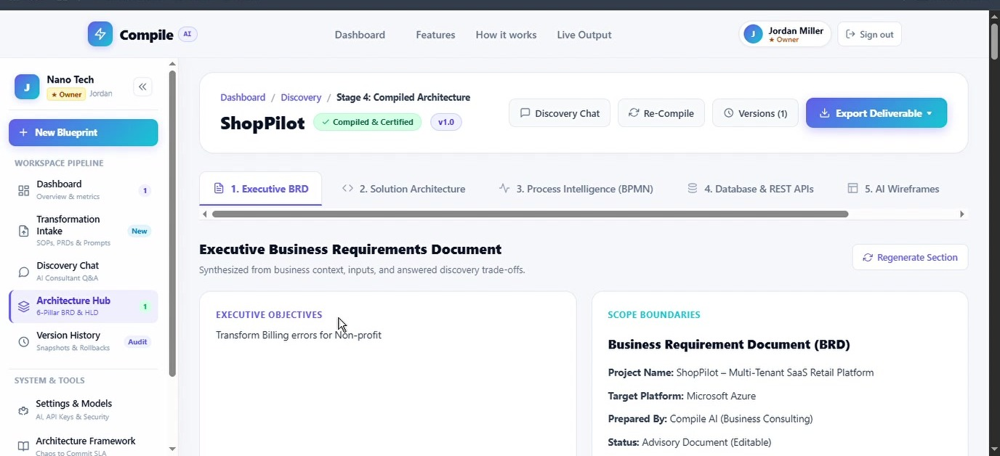 Compile AI
Dashboard Features How it works Live Output
J Jordan Miller
★ Owner
Sign out
J Nano Tech
★ Owner Jordan
+ New Blueprint
WORKSPACE PIPELINE
Dashboard
Overview & metrics
1
Transformation
Intake
SOPs, PRDs & Prompts
New
Discovery Chat
AI Consultant Q&A
Architecture Hub
6-Pillar BRD & HLD
1
Version History
Snapshots & Rollbacks
Audit
SYSTEM & TOOLS
Settings & Models
AI, API Keys & Security
Architecture Framework
Chaos to Commit SLA
Dashboard / Discovery / Stage 4: Compiled Architecture
ShopPilot ✓ Compiled & Certified v1.0
Discovery Chat
Re-Compile
Versions (1)
Export Deliverable
1. Executive BRD
2. Solution Architecture
3. Process Intelligence (BPMN)
4. Database & REST APIs
5. AI Wireframes
Executive Business Requirements Document
Synthesized from business context, inputs, and answered discovery trade-offs.
Regenerate Section
EXECUTIVE OBJECTIVES
Transform Billing errors for Non-profit
SCOPE BOUNDARIES
Business Requirement Document (BRD)
Project Name: ShopPilot – Multi-Tenant SaaS Retail Platform
Target Platform: Microsoft Azure
Prepared By: Compile AI (Business Consulting)
Status: Advisory Document (Editable)